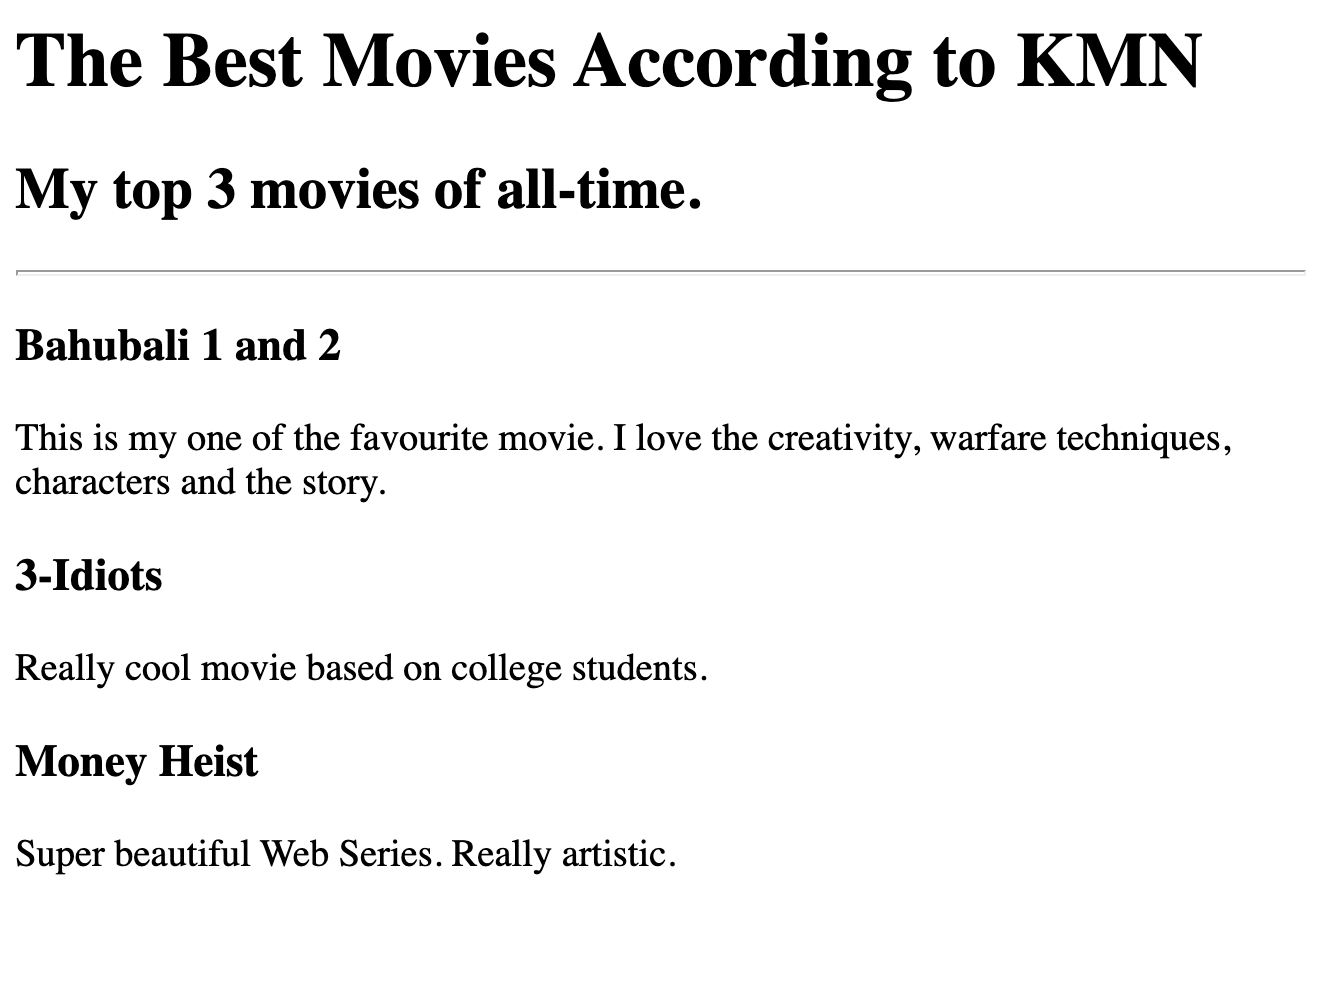 The Best Movies According to KMN
My top 3 movies of all-time.
Bahubali 1 and 2
This is my one of the favourite movie. I love the creativity, warfare techniques,
characters and the story.
3-Idiots
Really cool movie based on college students.
Money Heist
Super beautiful Web Series. Really artistic.